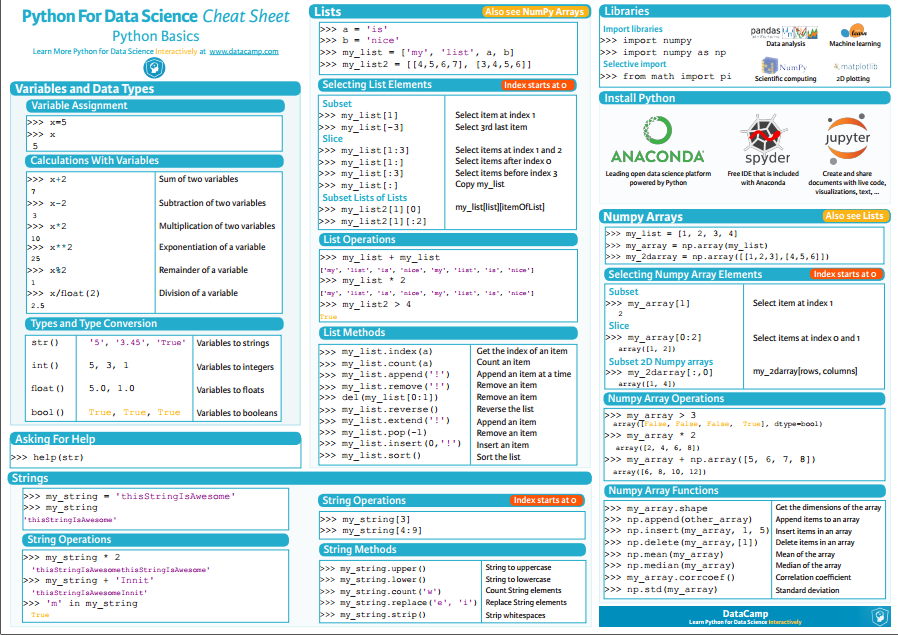 Python For Data Science Cheat Sheet
Python Basics
Learn More Python for Data Science Interactively at www.datacamp.com
Variables and Data Types
Variable Assignment
>>> x=5
>>> x
5
Calculations With Variables
>>> x+2 Sum of two variables
7
>>> x-2 Subtraction of two variables
3
>>> x*2 Multiplication of two variables
10
>>> x**2 Exponentiation of a variable
25
>>> x%2 Remainder of a variable
1
>>> x/float(2) Division of a variable
2.5
Types and Type Conversion
str() '5', '3.45', 'True' Variables to strings
int() 5, 3, 1 Variables to integers
float() 5.0, 1.0 Variables to floats
bool() True, True, True Variables to booleans
Asking For Help
>>> help(str)
Strings
>>> my_string = 'thisStringIsAwesome'
>>> my_string
'thisStringIsAwesome'
String Operations
>>> my_string * 2
'thisStringIsAwesomethisStringIsAwesome'
>>> my_string + 'Innit'
'thisStringIsAwesomeInnit'
>>> 'm' in my_string
True
Lists Also see NumPy Arrays
>>> a = 'is'
>>> b = 'nice'
>>> my_list = ['my', 'list', a, b]
>>> my_list2 = [[4,5,6,7], [3,4,5,6]]
Selecting List Elements Index starts at 0
Subset
>>> my_list[1] Select item at index 1
>>> my_list[-3] Select 3rd last item
Slice
>>> my_list[1:3] Select items at index 1 and 2
>>> my_list[1:] Select items after index 0
>>> my_list[:3] Select items before index 3
>>> my_list[:] Copy my_list
Subset Lists of Lists
>>> my_list2[1][0] my_list[list][itemOfList]
>>> my_list2[1][:2]
List Operations
>>> my_list + my_list
['my', 'list', 'is', 'nice', 'my', 'list', 'is', 'nice']
>>> my_list * 2
['my', 'list', 'is', 'nice', 'my', 'list', 'is', 'nice']
>>> my_list2 > 4
True
List Methods
>>> my_list.index(a) Get the index of an item
>>> my_list.count(a) Count an item
>>> my_list.append('!') Append an item at a time
>>> my_list.remove('!') Remove an item
>>> del(my_list[0:1]) Remove an item
>>> my_list.reverse() Reverse the list
>>> my_list.extend('!') Append an item
>>> my_list.pop(-1) Remove an item
>>> my_list.insert(0,'!') Insert an item
>>> my_list.sort() Sort the list
String Operations Index starts at 0
>>> my_string[3]
>>> my_string[4:9]
String Methods
>>> my_string.upper() String to uppercase
>>> my_string.lower() String to lowercase
>>> my_string.count('w') Count String elements
>>> my_string.replace('e', 'i') Replace String elements
>>> my_string.strip() Strip whitespaces
Libraries
Import libraries
>>> import numpy
>>> import numpy as np
Selective import
>>> from math import pi
pandas
Data analysis
learn
Machine learning
NumPy
Scientific computing
matplotlib
2D plotting
Install Python
ANACONDA
Leading open data science platform
powered by Python
spyder
Free IDE that is included
with Anaconda
jupyter
Create and share
documents with live code,
visualizations, text, ...
Numpy Arrays Also see Lists
>>> my_list = [1, 2, 3, 4]
>>> my_array = np.array(my_list)
>>> my_2darray = np.array([[1,2,3],[4,5,6]])
Selecting Numpy Array Elements Index starts at 0
Subset
>>> my_array[1] Select item at index 1
2
Slice
>>> my_array[0:2] Select items at index 0 and 1
array([1, 2])
Subset 2D Numpy arrays
>>> my_2darray[:,0] my_2darray[rows, columns]
array([1, 4])
Numpy Array Operations
>>> my_array > 3
array([False, False, False, True], dtype=bool)
>>> my_array * 2
array([2, 4, 6, 8])
>>> my_array + np.array([5, 6, 7, 8])
array([6, 8, 10, 12])
Numpy Array Functions
>>> my_array.shape Get the dimensions of the array
>>> np.append(other_array) Append items to an array
>>> np.insert(my_array, 1, 5) Insert items in an array
>>> np.delete(my_array,[1]) Delete items in an array
>>> np.mean(my_array) Mean of the array
>>> np.median(my_array) Median of the array
>>> my_array.corrcoef() Correlation coefficient
>>> np.std(my_array) Standard deviation
DataCamp
Learn Python for Data Science Interactively